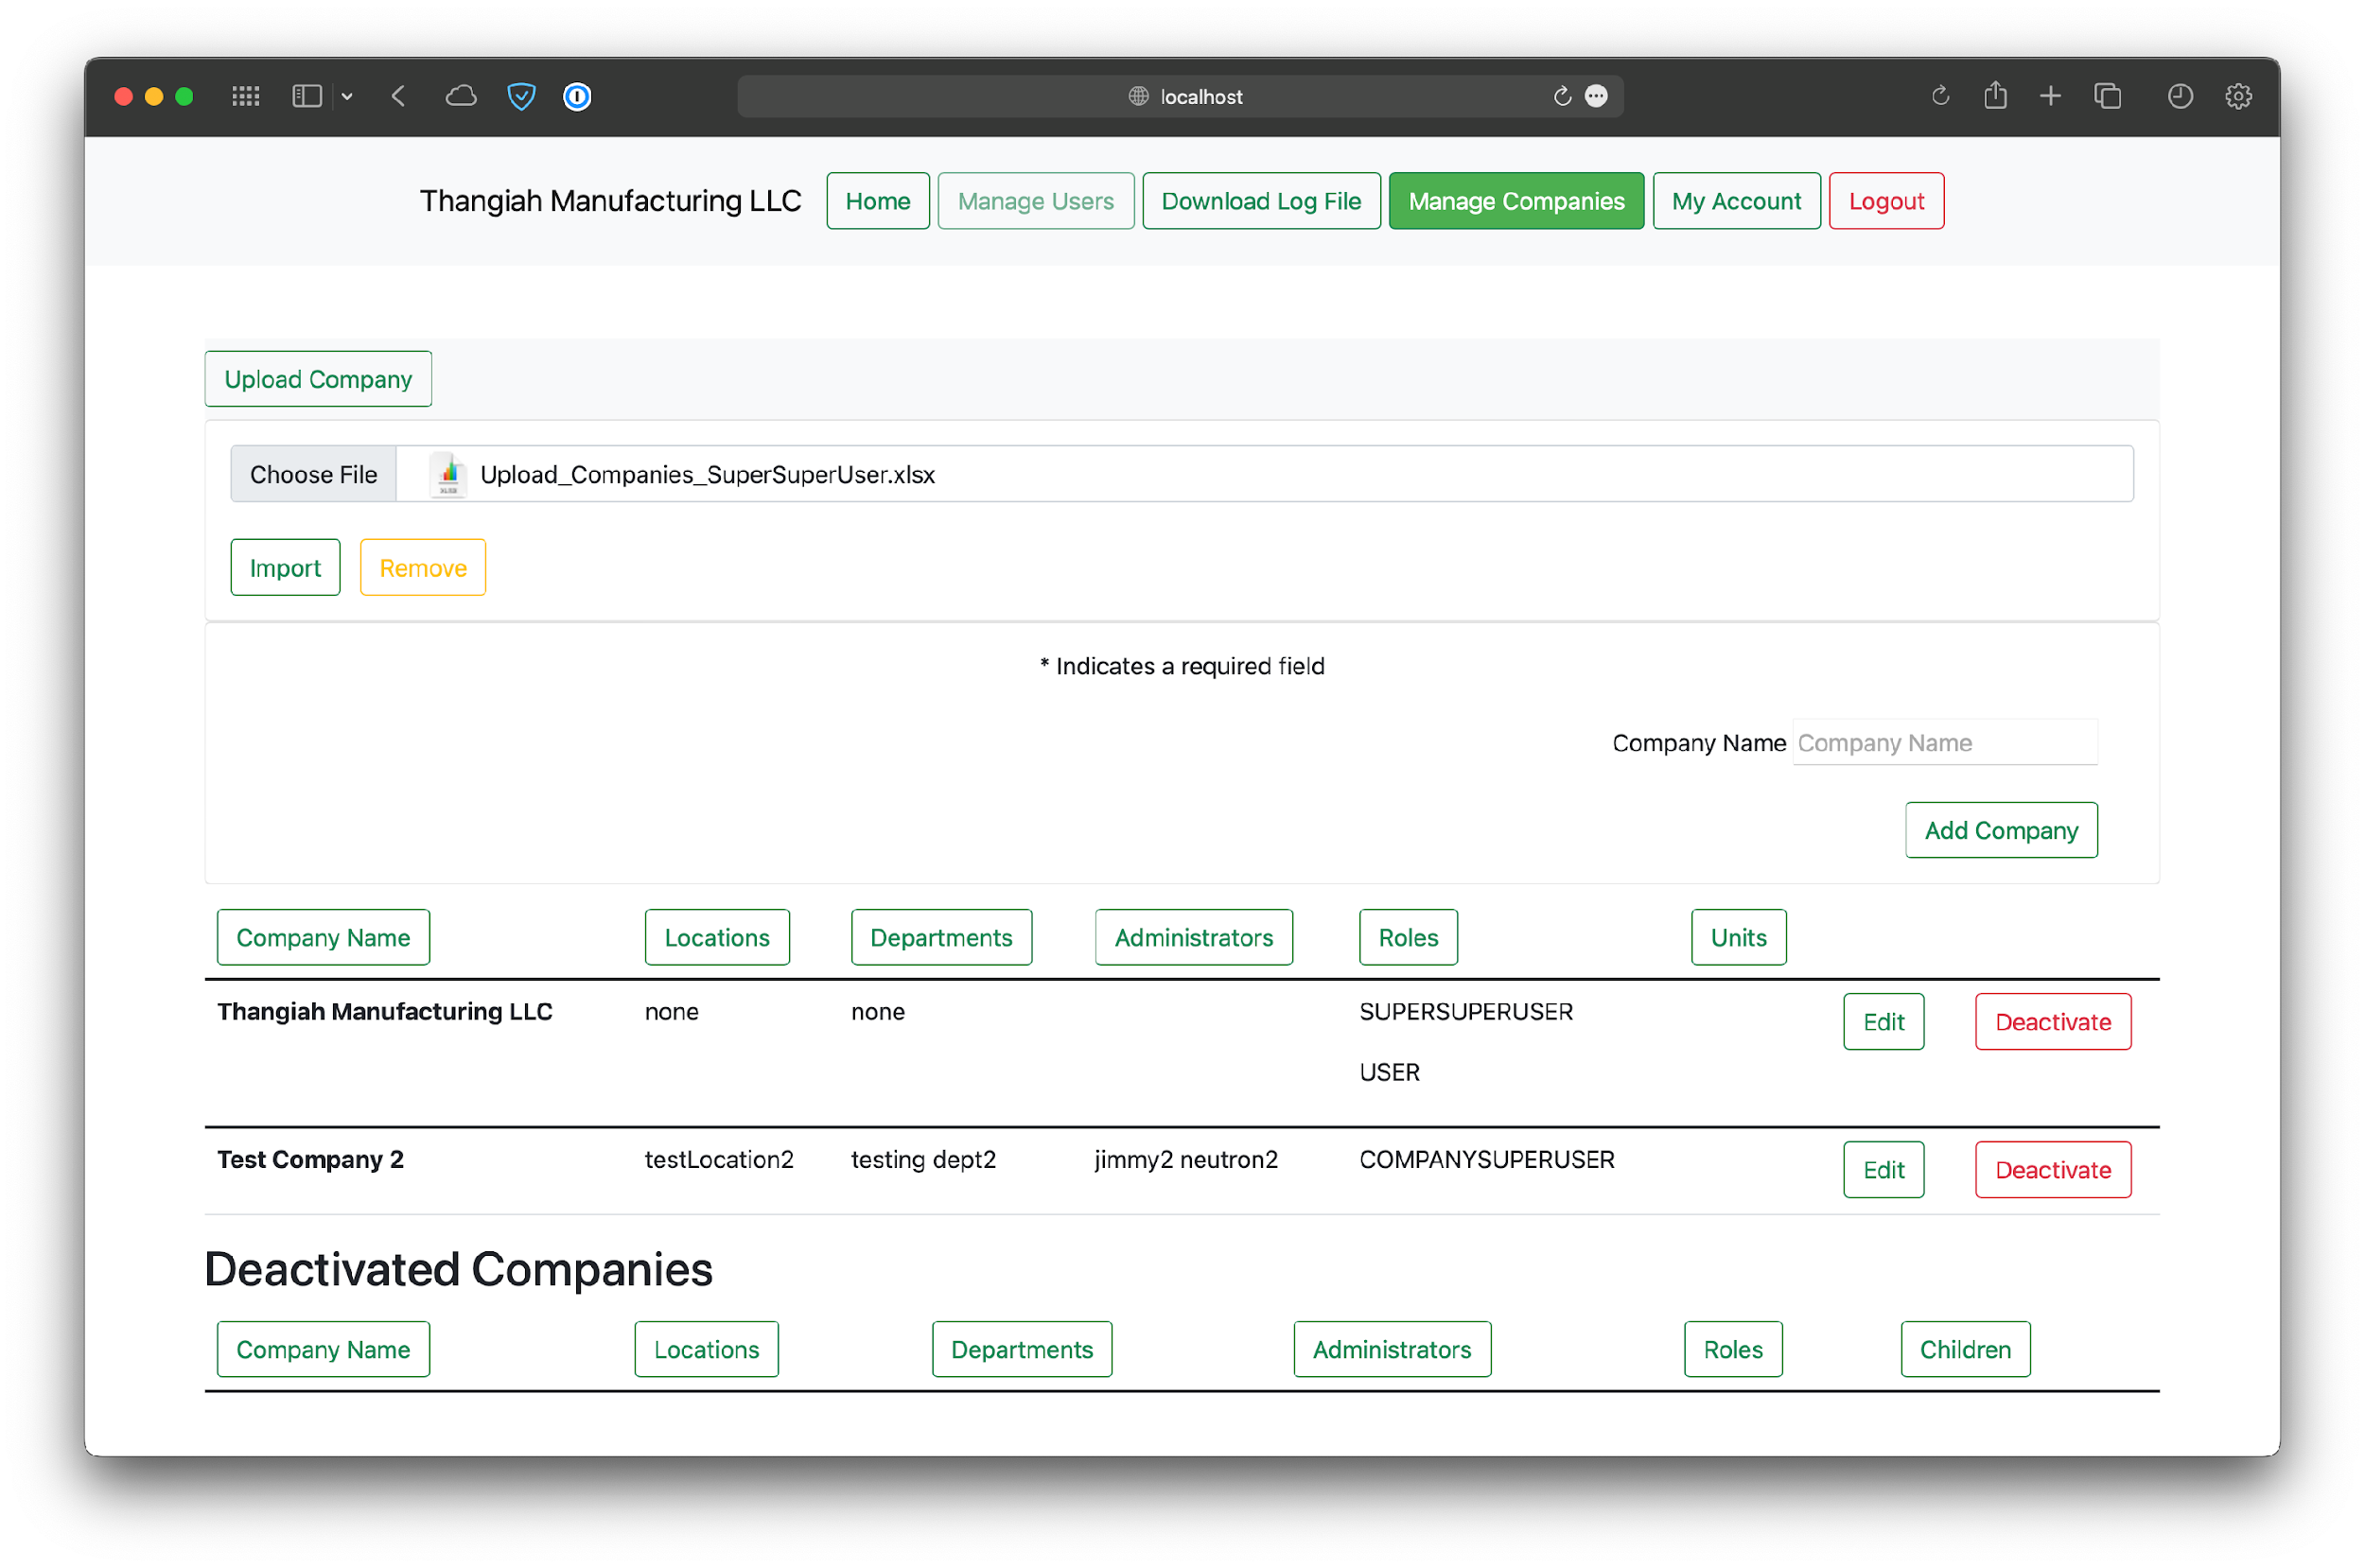 localhost
Thangiah Manufacturing LLC Home Manage Users Download Log File Manage Companies My Account Logout
Upload Company
Choose File Upload_Companies_SuperSuperUser.xlsx
Import Remove
* Indicates a required field
Company Name Company Name
Add Company
Company Name Locations Departments Administrators Roles Units
Thangiah Manufacturing LLC none none SUPERSUPERUSER Edit Deactivate
USER
Test Company 2 testLocation2 testing dept2 jimmy2 neutron2 COMPANYSUPERUSER Edit Deactivate
Deactivated Companies
Company Name Locations Departments Administrators Roles Children